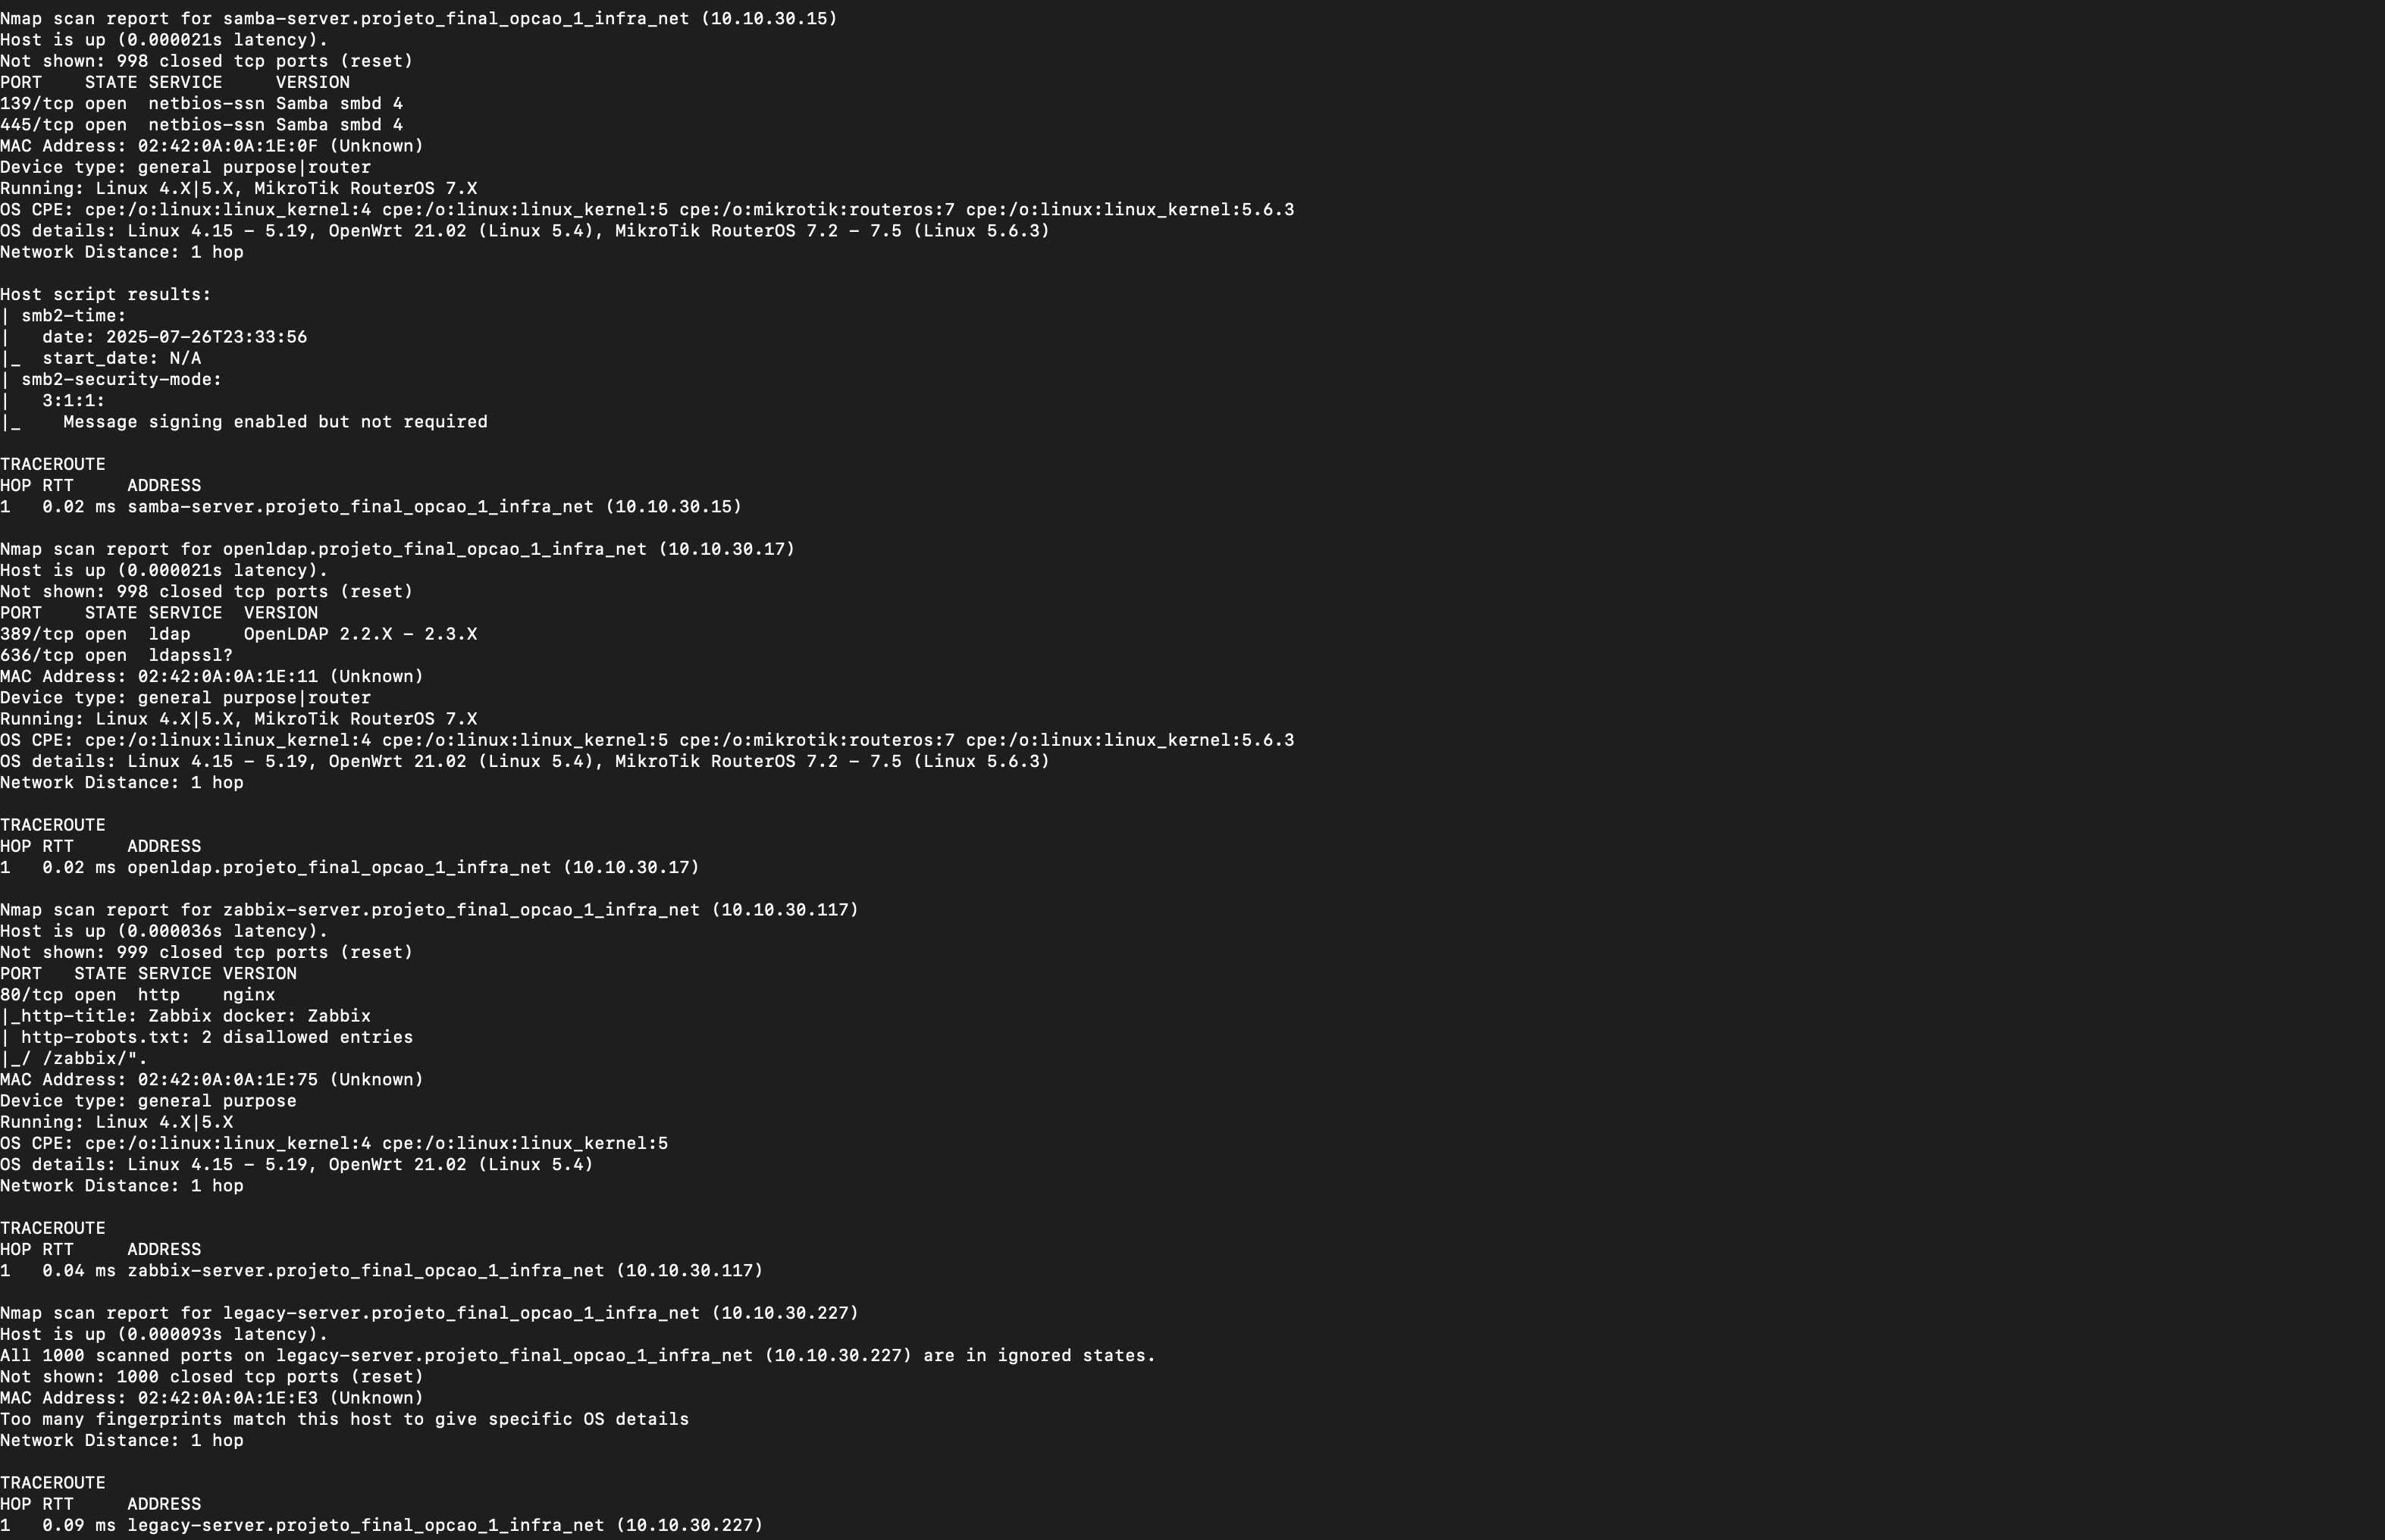 Nmap scan report for samba-server.projeto_final_opcao_1_infra_net (10.10.30.15)
Host is up (0.000021s latency).
Not shown: 998 closed tcp ports (reset)
PORT    STATE SERVICE     VERSION
139/tcp open  netbios-ssn Samba smbd 4
445/tcp open  netbios-ssn Samba smbd 4
MAC Address: 02:42:0A:0A:1E:0F (Unknown)
Device type: general purpose|router
Running: Linux 4.X|5.X, MikroTik RouterOS 7.X
OS CPE: cpe:/o:linux:linux_kernel:4 cpe:/o:linux:linux_kernel:5 cpe:/o:mikrotik:routeros:7 cpe:/o:linux:linux_kernel:5.6.3
OS details: Linux 4.15 - 5.19, OpenWrt 21.02 (Linux 5.4), MikroTik RouterOS 7.2 - 7.5 (Linux 5.6.3)
Network Distance: 1 hop

Host script results:
| smb2-time:
|   date: 2025-07-26T23:33:56
|_  start_date: N/A
| smb2-security-mode:
|   3:1:1:
|_    Message signing enabled but not required

TRACEROUTE
HOP RTT     ADDRESS
1   0.02 ms samba-server.projeto_final_opcao_1_infra_net (10.10.30.15)

Nmap scan report for openldap.projeto_final_opcao_1_infra_net (10.10.30.17)
Host is up (0.000021s latency).
Not shown: 998 closed tcp ports (reset)
PORT    STATE SERVICE  VERSION
389/tcp open  ldap     OpenLDAP 2.2.X - 2.3.X
636/tcp open  ldapssl?
MAC Address: 02:42:0A:0A:1E:11 (Unknown)
Device type: general purpose|router
Running: Linux 4.X|5.X, MikroTik RouterOS 7.X
OS CPE: cpe:/o:linux:linux_kernel:4 cpe:/o:linux:linux_kernel:5 cpe:/o:mikrotik:routeros:7 cpe:/o:linux:linux_kernel:5.6.3
OS details: Linux 4.15 - 5.19, OpenWrt 21.02 (Linux 5.4), MikroTik RouterOS 7.2 - 7.5 (Linux 5.6.3)
Network Distance: 1 hop

TRACEROUTE
HOP RTT     ADDRESS
1   0.02 ms openldap.projeto_final_opcao_1_infra_net (10.10.30.17)

Nmap scan report for zabbix-server.projeto_final_opcao_1_infra_net (10.10.30.117)
Host is up (0.000036s latency).
Not shown: 999 closed tcp ports (reset)
PORT   STATE SERVICE VERSION
80/tcp open  http    nginx
|_http-title: Zabbix docker: Zabbix
| http-robots.txt: 2 disallowed entries
|_/ /zabbix/".
MAC Address: 02:42:0A:0A:1E:75 (Unknown)
Device type: general purpose
Running: Linux 4.X|5.X
OS CPE: cpe:/o:linux:linux_kernel:4 cpe:/o:linux:linux_kernel:5
OS details: Linux 4.15 - 5.19, OpenWrt 21.02 (Linux 5.4)
Network Distance: 1 hop

TRACEROUTE
HOP RTT     ADDRESS
1   0.04 ms zabbix-server.projeto_final_opcao_1_infra_net (10.10.30.117)

Nmap scan report for legacy-server.projeto_final_opcao_1_infra_net (10.10.30.227)
Host is up (0.000093s latency).
All 1000 scanned ports on legacy-server.projeto_final_opcao_1_infra_net (10.10.30.227) are in ignored states.
Not shown: 1000 closed tcp ports (reset)
MAC Address: 02:42:0A:0A:1E:E3 (Unknown)
Too many fingerprints match this host to give specific OS details
Network Distance: 1 hop

TRACEROUTE
HOP RTT     ADDRESS
1   0.09 ms legacy-server.projeto_final_opcao_1_infra_net (10.10.30.227)